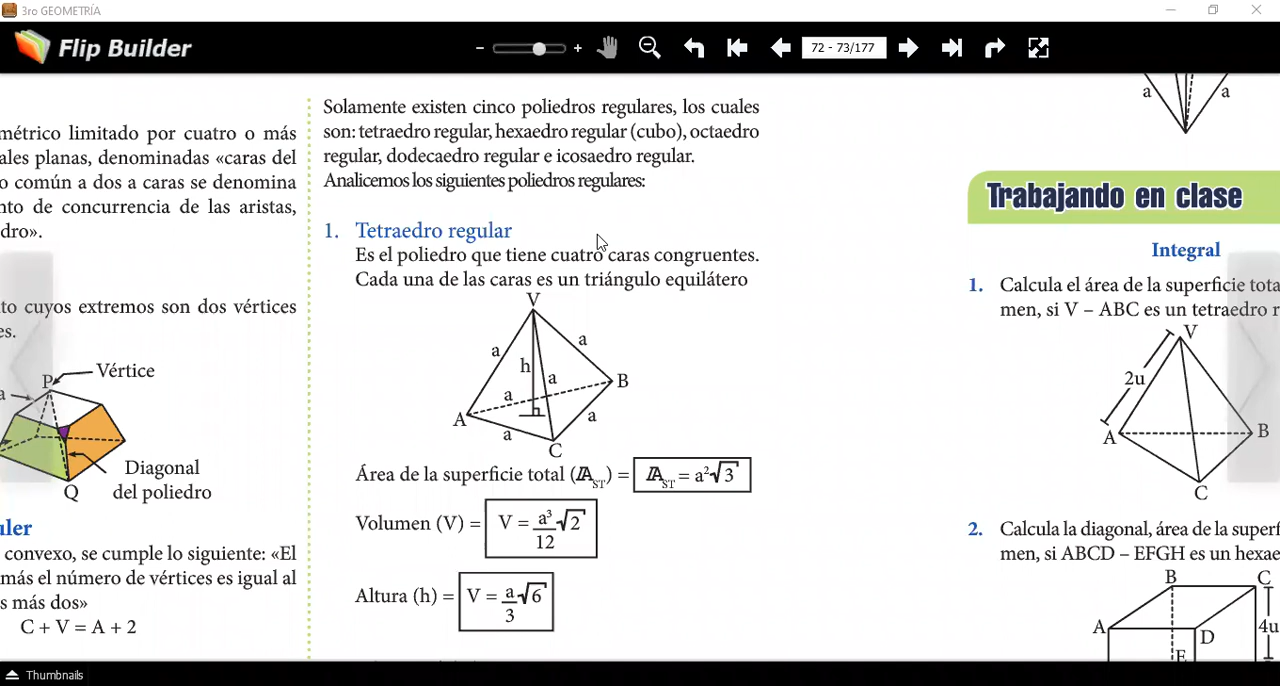 3ro GEOMETRÍA
Flip Builder
72 - 73/177
métrico limitado por cuatro o más
ales planas, denominadas «caras del
o común a dos a caras se denomina
nto de concurrencia de las aristas,
dro».
to cuyos extremos son dos vértices
es.
Vértice
P
a
Diagonal
del poliedro
Q
uler
convexo, se cumple lo siguiente: «El
más el número de vértices es igual al
s más dos»
C + V = A + 2
Solamente existen cinco poliedros regulares, los cuales
son: tetraedro regular, hexaedro regular (cubo), octaedro
regular, dodecaedro regular e icosaedro regular.
Analicemos los siguientes poliedros regulares:
1. Tetraedro regular
Es el poliedro que tiene cuatro caras congruentes.
Cada una de las caras es un triángulo equilátero
V
a
a
h
a
B
a
A
a
a
C
Área de la superficie total (A_ST) = A_ST = a²√3
Volumen (V) = V = a³/12 √2
Altura (h) = V = a/3 √6
a
a
Trabajando en clase
Integral
1. Calcula el área de la superficie tota
men, si V – ABC es un tetraedro r
V
2u
A
B
C
2. Calcula la diagonal, área de la superf
men, si ABCD – EFGH es un hexae
B
C
A
D
4u
E
Thumbnails